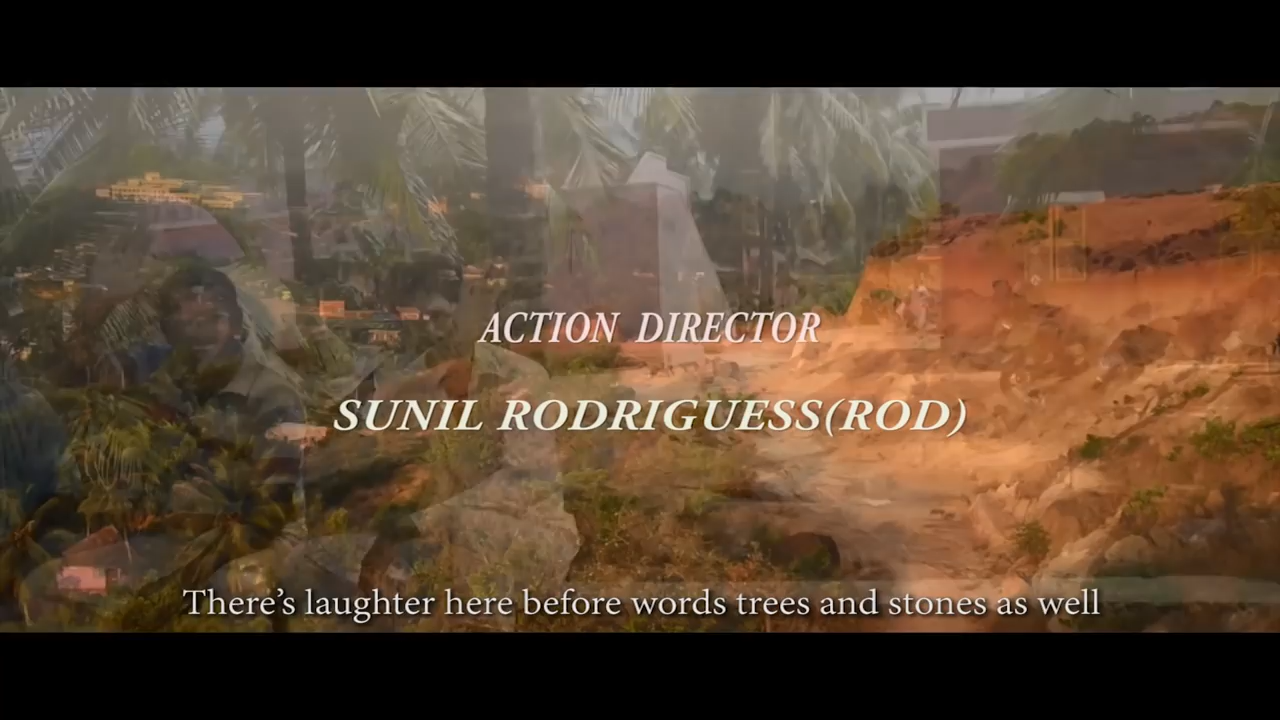 ACTION DIRECTOR
SUNIL RODRIGUESS(ROD)
There's laughter here before words trees and stones as well